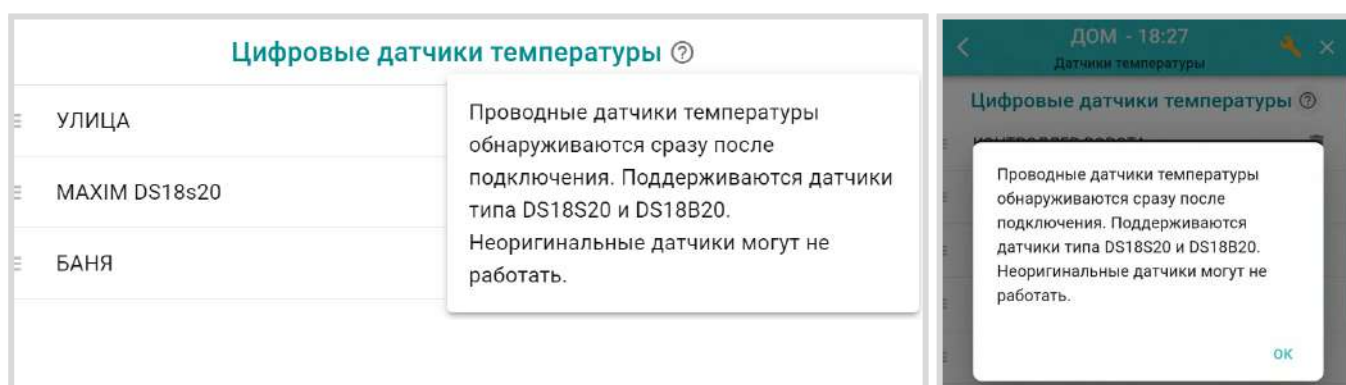 Цифровые датчики температуры ?
УЛИЦА
MAXIM DS18s20
БАНЯ
Проводные датчики температуры
обнаруживаются сразу после
подключения. Поддерживаются датчики
типа DS18S20 и DS18B20.
Неоригинальные датчики могут не
работать.
ДОМ - 18:27
Датчики температуры
Цифровые датчики температуры ?
Проводные датчики температуры
обнаруживаются сразу после
подключения. Поддерживаются
датчики типа DS18S20 и DS18B20.
Неоригинальные датчики могут не
работать.
ОК